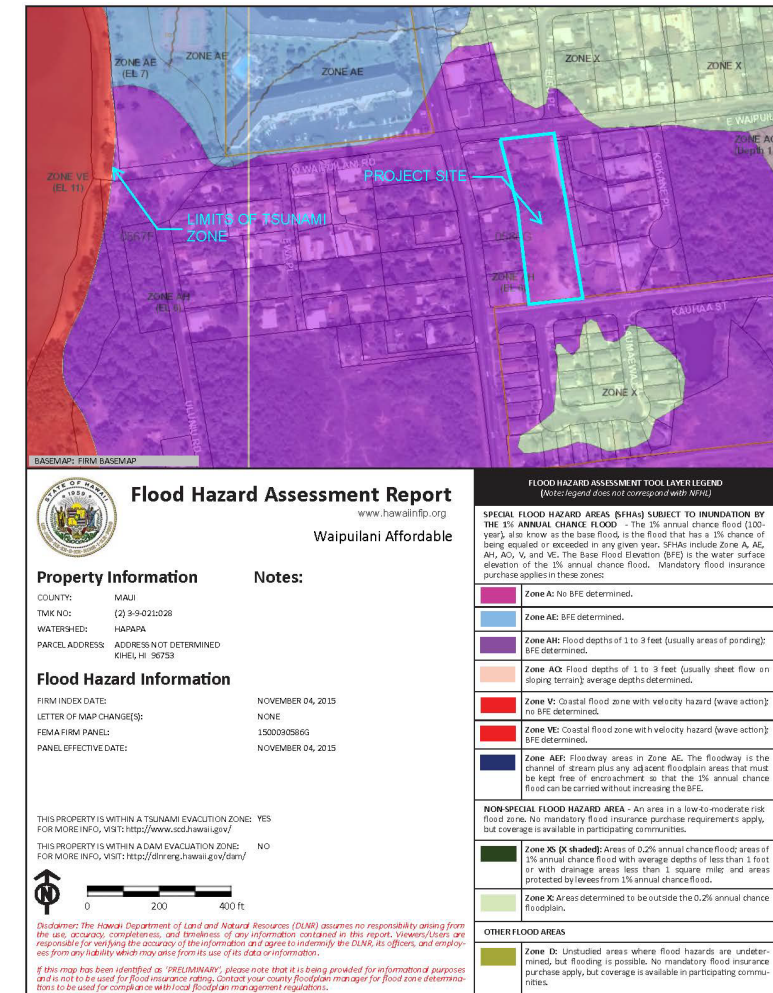 ZONE AE
(EL 7)
ZONE AE
ZONE AE
ZONE X
ZONE X
E WAIPUIL
ZONE AO
(Depth 1
W WAIPUILANI RD
PROJECT SITE
ZONE VE
(EL 11)
LIMITS OF TSUNAMI
ZONE
ZONE AH
ZONE AH
(EL 6)
KAUHAA ST
ZONE X
BASEMAP: FIRM BASEMAP
STATE OF HAWAII
1959
Flood Hazard Assessment Report
www.hawaiinfip.org
Waipuilani Affordable
Property Information
Notes:
COUNTY: MAUI
TMK NO: (2) 3-9-021:028
WATERSHED: HAPAPA
PARCEL ADDRESS: ADDRESS NOT DETERMINED
KIHEI, HI 96753
Flood Hazard Information
FIRM INDEX DATE: NOVEMBER 04, 2015
LETTER OF MAP CHANGE(S): NONE
FEMA FIRM PANEL: 1500030586G
PANEL EFFECTIVE DATE: NOVEMBER 04, 2015
THIS PROPERTY IS WITHIN A TSUNAMI EVACUTION ZONE: YES
FOR MORE INFO, VISIT: http://www.scd.hawaii.gov/
THIS PROPERTY IS WITHIN A DAM EVACUATION ZONE: NO
FOR MORE INFO, VISIT: http://dlnreng.hawaii.gov/dam/
N
0 200 400 ft
Disclaimer: The Hawaii Department of Land and Natural Resources (DLNR) assumes no responsibility arising from
the use, accuracy, completeness, and timeliness of any information contained in this report. Viewers/Users are
responsible for verifying the accuracy of the information and agree to indemnify the DLNR, its officers, and employ-
ees from any liability which may arise from its use of its data or information.
If this map has been identified as 'PRELIMINARY', please note that it is being provided for informational purposes
and is not to be used for flood insurance rating. Contact your county floodplain manager for flood zone determina-
tions to be used for compliance with local floodplain management regulations.
FLOOD HAZARD ASSESSMENT TOOL LAYER LEGEND
(Note: legend does not correspond with NFHL)
SPECIAL FLOOD HAZARD AREAS (SFHAs) SUBJECT TO INUNDATION BY
THE 1% ANNUAL CHANCE FLOOD - The 1% annual chance flood (100-
year), also know as the base flood, is the flood that has a 1% chance of
being equaled or exceeded in any given year. SFHAs include Zone A, AE,
AH, AO, V, and VE. The Base Flood Elevation (BFE) is the water surface
elevation of the 1% annual chance flood. Mandatory flood insurance
purchase applies in these zones:
Zone A: No BFE determined.
Zone AE: BFE determined.
Zone AH: Flood depths of 1 to 3 feet (usually areas of ponding);
BFE determined.
Zone AO: Flood depths of 1 to 3 feet (usually sheet flow on
sloping terrain); average depths determined.
Zone V: Coastal flood zone with velocity hazard (wave action);
no BFE determined.
Zone VE: Coastal flood zone with velocity hazard (wave action);
BFE determined.
Zone AEF: Floodway areas in Zone AE. The floodway is the
channel of stream plus any adjacent floodplain areas that must
be kept free of encroachment so that the 1% annual chance
flood can be carried without increasing the BFE.
NON-SPECIAL FLOOD HAZARD AREA - An area in a low-to-moderate risk
flood zone. No mandatory flood insurance purchase requirements apply,
but coverage is available in participating communities.
Zone XS (X shaded): Areas of 0.2% annual chance flood; areas of
1% annual chance flood with average depths of less than 1 foot
or with drainage areas less than 1 square mile; and areas
protected by levees from 1% annual chance flood.
Zone X: Areas determined to be outside the 0.2% annual chance
floodplain.
OTHER FLOOD AREAS
Zone D: Unstudied areas where flood hazards are undeter-
mined, but flooding is possible. No mandatory flood insurance
purchase apply, but coverage is available in participating commu-
nities.